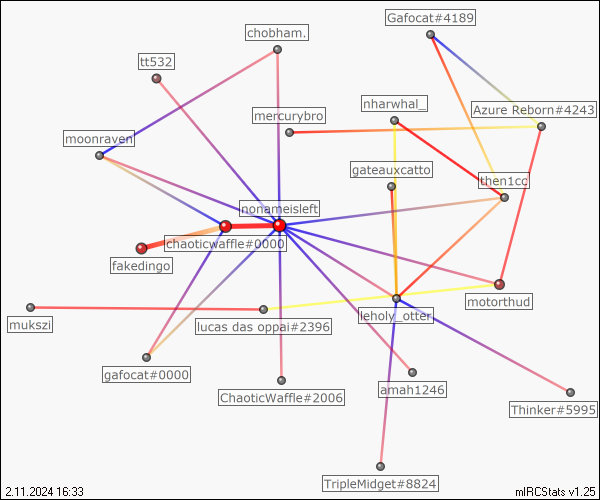 Gafocat#4189
chobham.
tt532
nharwhal_
Azure Reborn#4243
mercurybro
moonraven
gateauxcatto
then1cc
nonameisleft
chaoticwaffle#0000
fakedingo
motorthud
leholy_otter
mukszi
lucas das oppai#2396
gafocat#0000
ChaoticWaffle#2006
amah1246
Thinker#5995
TripleMidget#8824
2.11.2024 16:33
mIRCStats v1.25